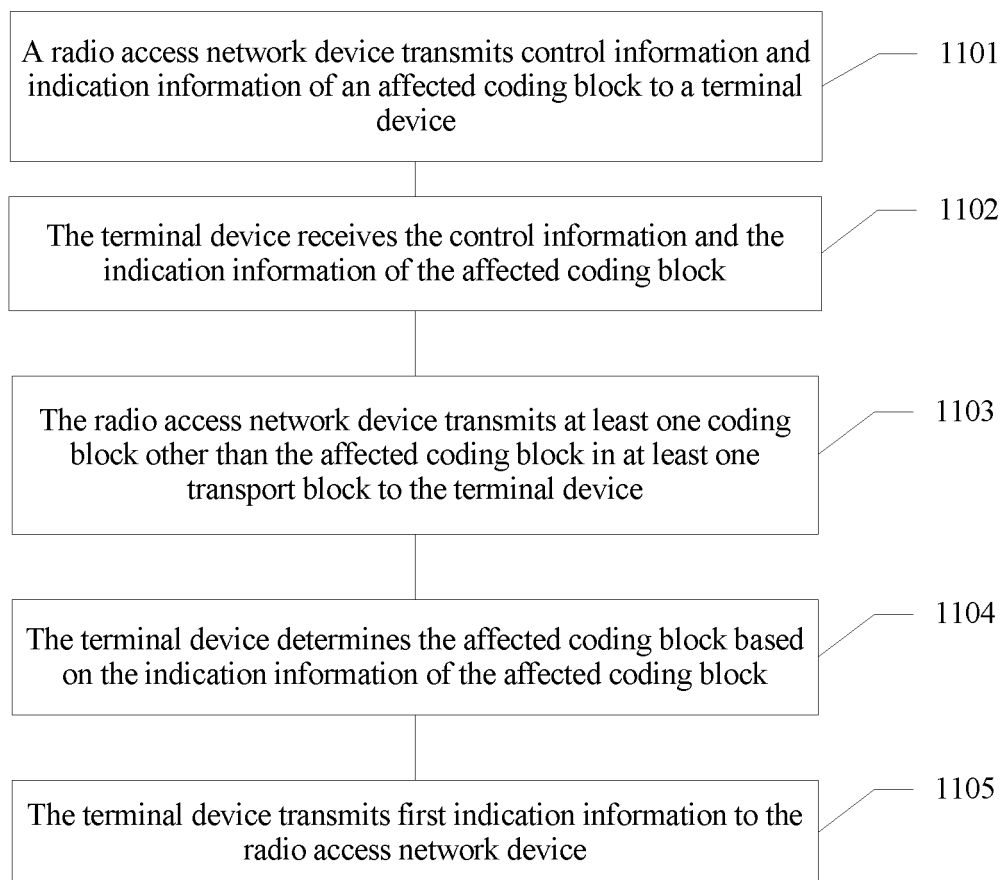 A radio access network device transmits control information and
indication information of an affected coding block to a terminal
device
1101
The terminal device receives the control information and the
indication information of the affected coding block
1102
The radio access network device transmits at least one coding
block other than the affected coding block in at least one
transport block to the terminal device
1103
The terminal device determines the affected coding block based
on the indication information of the affected coding block
1104
The terminal device transmits first indication information to the
radio access network device
1105